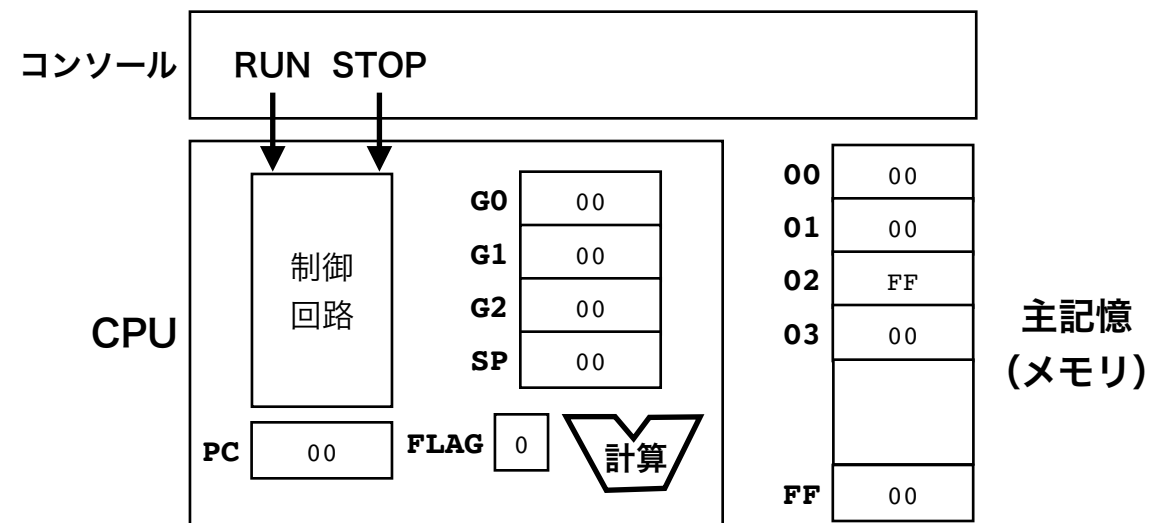 コンソール RUN STOP
CPU
制御
回路
G0 00
G1 00
G2 00
SP 00
PC 00
FLAG 0
計算
00 00
01 00
02 FF
03 00
FF 00
主記憶
(メモリ)